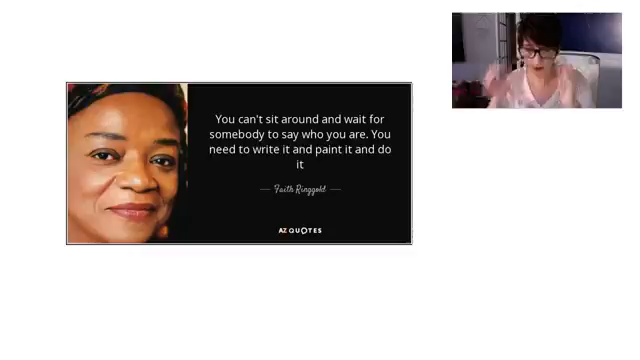 You can't sit around and wait for
somebody to say who you are. You
need to write it and paint it and do
it
Faith Ringgold
AZ QUOTES